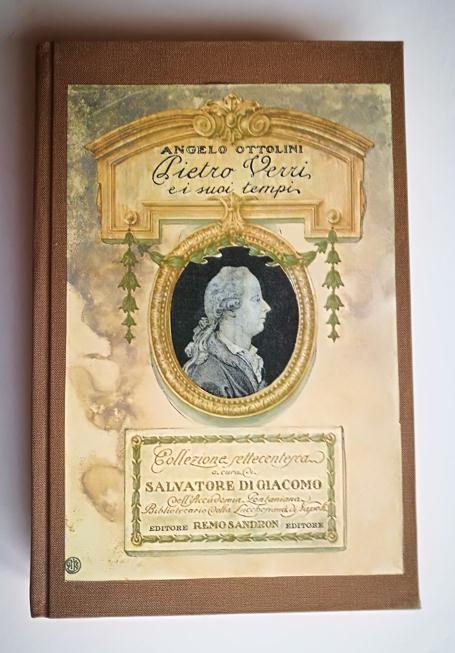 ANGELO OTTOLINI
Pietro Verri
e i suoi tempi
Collezione settecentesca
a cura di
SALVATORE DI GIACOMO
dell'Accademia Pontaniana,
Bibliotecario della Lucchesiana di Napoli
EDITORE REMO SANDRON EDITORE